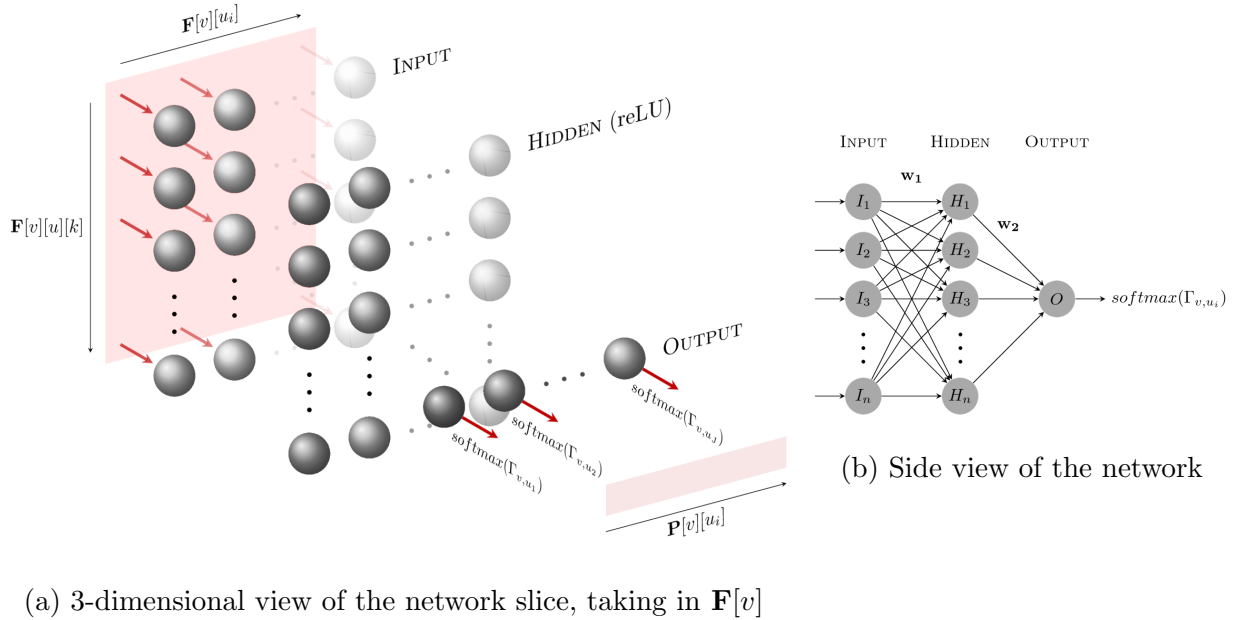 F[v][u_i]
INPUT
HIDDEN (reLU)
F[v][u][k]
OUTPUT
softmax(Γ_{v,u_1})
softmax(Γ_{v,u_2})
softmax(Γ_{v,u_J})
P[v][u_i]
(a) 3-dimensional view of the network slice, taking in F[v]
INPUT HIDDEN OUTPUT
w_1
I_1 H_1
w_2
I_2 H_2
I_3 H_3 O softmax(Γ_{v,u_i})
I_n H_n
(b) Side view of the network